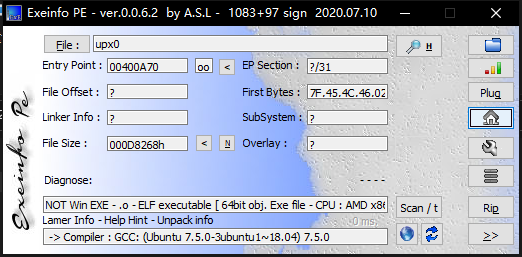 Exeinfo PE - ver.0.0.6.2 by A.S.L - 1083+97 sign 2020.07.10
File : upx0 H
Entry Point : 00400A70 oo < EP Section : ?/31
File Offset : ? First Bytes : 7F.45.4C.46.02 Plug
Linker Info : ? SubSystem : ?
File Size : 000D8268h < N Overlay : ?
Diagnose: - - - -
NOT Win EXE - .o - ELF executable [ 64bit obj. Exe file - CPU : AMD x86 Scan / t Rip
Lamer Info - Help Hint - Unpack info 0 ms.
-> Compiler : GCC: (Ubuntu 7.5.0-3ubuntu1~18.04) 7.5.0 >>
Exeinfo Pe